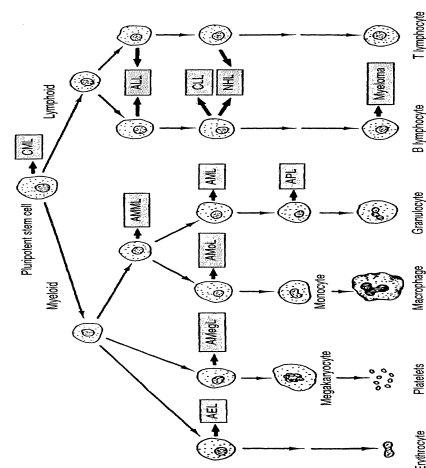 Pluripotent stem cell
CML
Myeloid
Lymphoid
ALL
AMML
CLL
NHL
AEL
AMegL
AMoL
AML
APL
Megakaryocyte
Monocyte
Myeloma
Erythrocyte
Platelets
Macrophage
Granulocyte
B lymphocyte
T lymphocyte